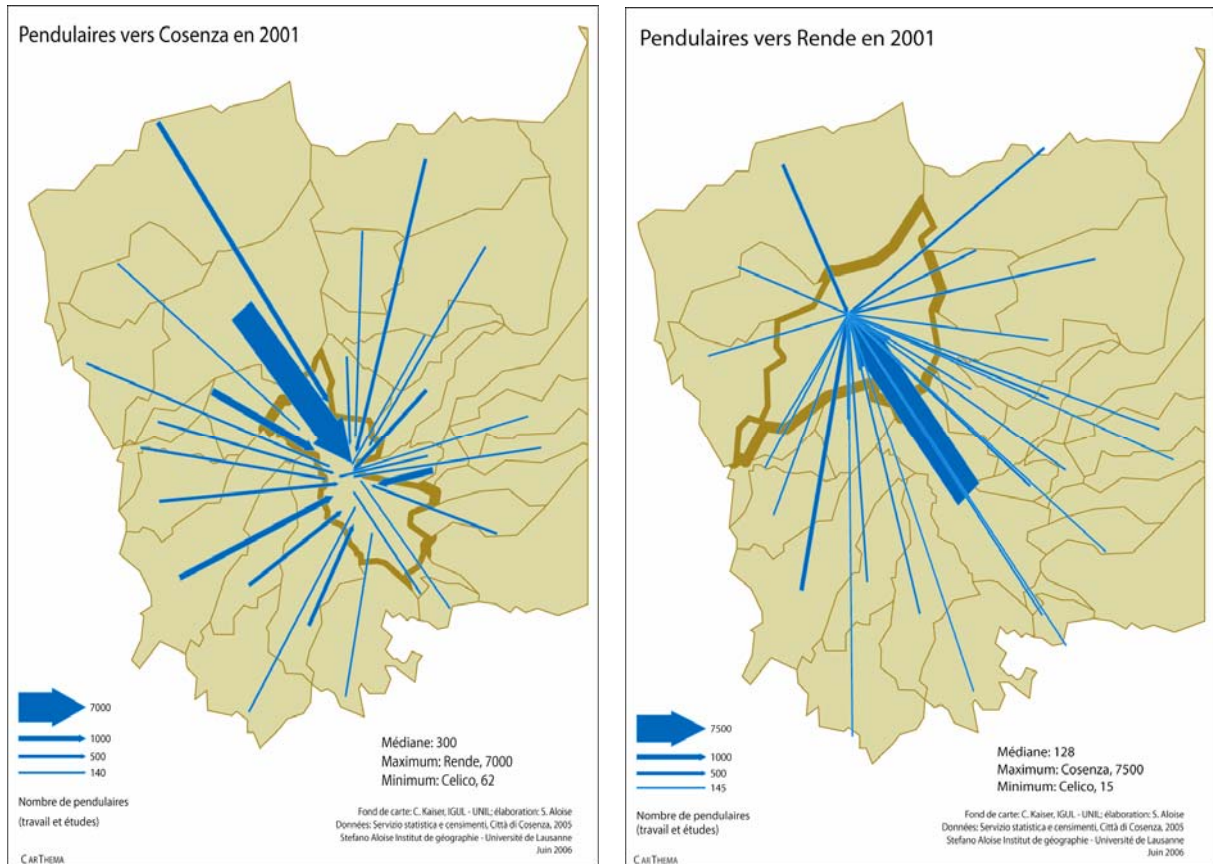 Pendulaires vers Cosenza en 2001
7000
1000
500
140
Nombre de pendulaires
(travail et études)
Médiane: 300
Maximum: Rende, 7000
Minimum: Celico, 62
Fond de carte: C. Kaiser, IGUL - UNIL; élaboration: S. Aloise
Données: Servizio statistica e censimenti, Città di Cosenza, 2005
Stefano Aloise Institut de géographie - Université de Lausanne
Juin 2006
CARTHEMA
Pendulaires vers Rende en 2001
7500
1000
500
145
Nombre de pendulaires
(travail et études)
Médiane: 128
Maximum: Cosenza, 7500
Minimum: Celico, 15
Fond de carte: C. Kaiser, IGUL - UNIL; élaboration: S. Aloise
Données: Servizio statistica e censimenti, Città di Cosenza, 2005
Stefano Aloise Institut de géographie - Université de Lausanne
Juin 2006
CARTHEMA